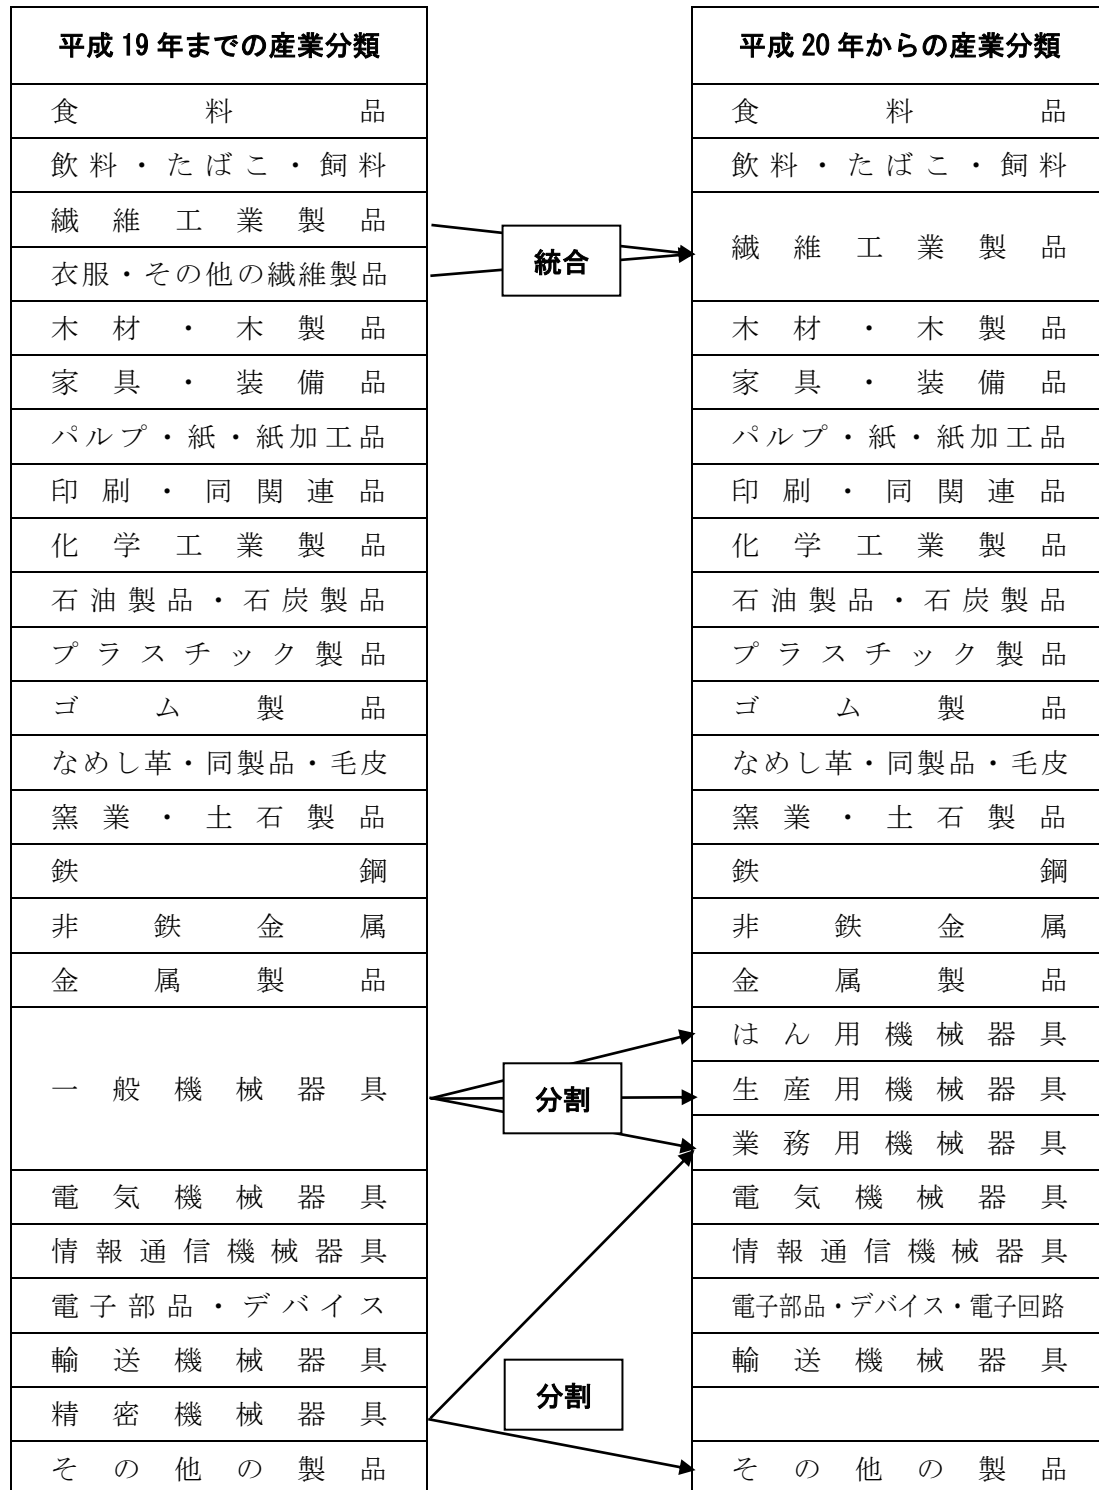 平成 19 年までの産業分類
食料品
飲料・たばこ・飼料
繊維工業製品
衣服・その他の繊維製品
木材・木製品
家具・装備品
パルプ・紙・紙加工品
印刷・同関連品
化学工業製品
石油製品・石炭製品
プラスチック製品
ゴム製品
なめし革・同製品・毛皮
窯業・土石製品
鉄鋼
非鉄金属
金属製品
一般機械器具
電気機械器具
情報通信機械器具
電子部品・デバイス
輸送機械器具
精密機械器具
その他の製品
統合
分割
分割
平成 20 年からの産業分類
食料品
飲料・たばこ・飼料
繊維工業製品
木材・木製品
家具・装備品
パルプ・紙・紙加工品
印刷・同関連品
化学工業製品
石油製品・石炭製品
プラスチック製品
ゴム製品
なめし革・同製品・毛皮
窯業・土石製品
鉄鋼
非鉄金属
金属製品
はん用機械器具
生産用機械器具
業務用機械器具
電気機械器具
情報通信機械器具
電子部品・デバイス・電子回路
輸送機械器具
その他の製品